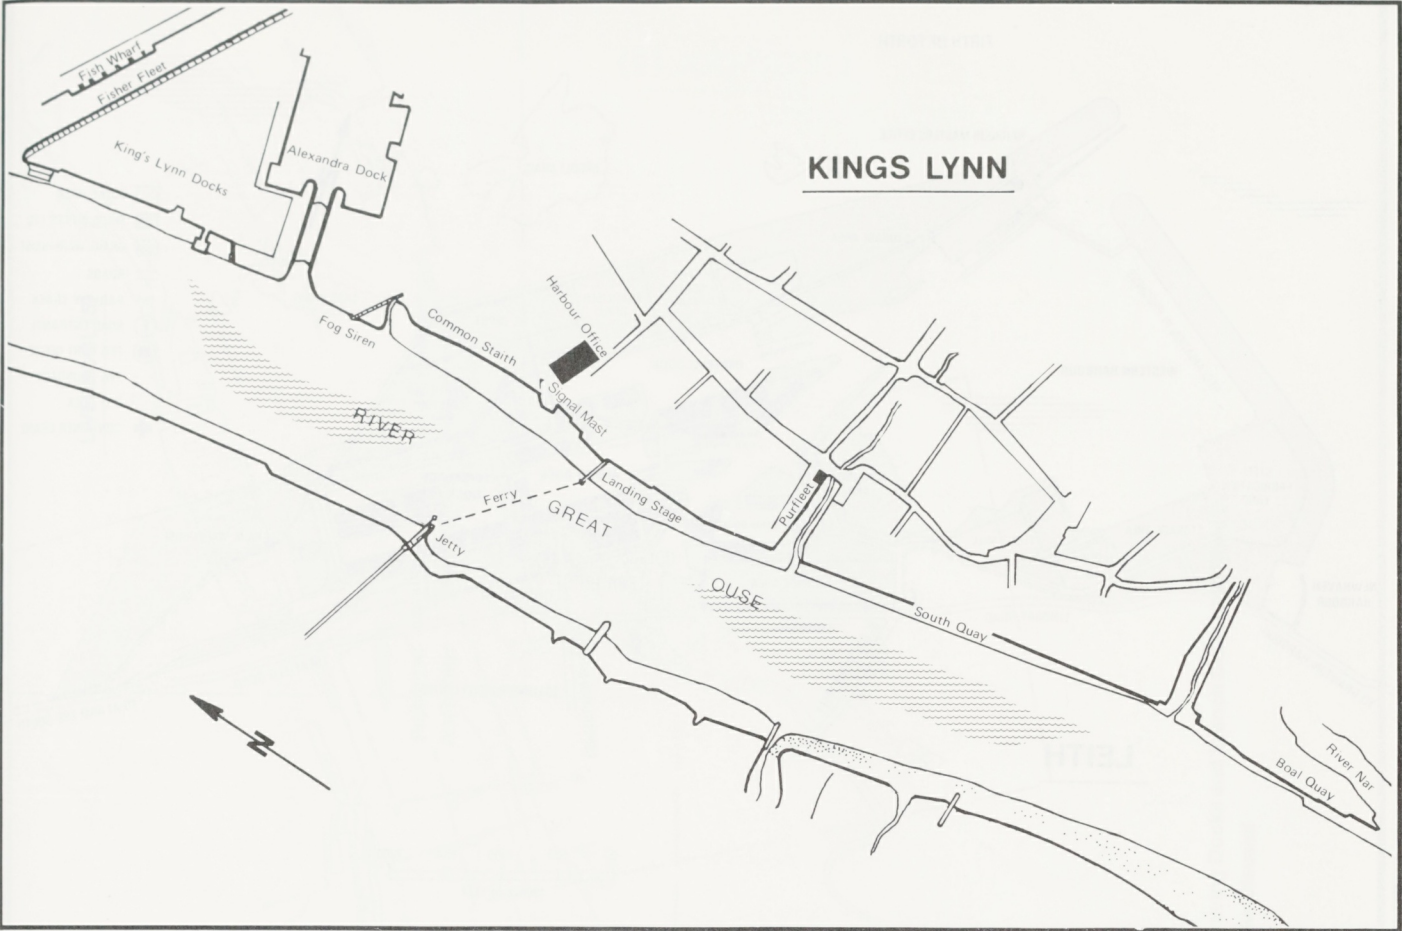 KINGS LYNN
Fish Wharf
Fisher Fleet
King's Lynn Docks
Alexandra Dock
Fog Siren
Common Staith
Harbour Office
Signal Mast
RIVER
Ferry
GREAT
Landing Stage
Purfleet
Jetty
OUSE
South Quay
N
River Nar
Boal Quay
LEITH